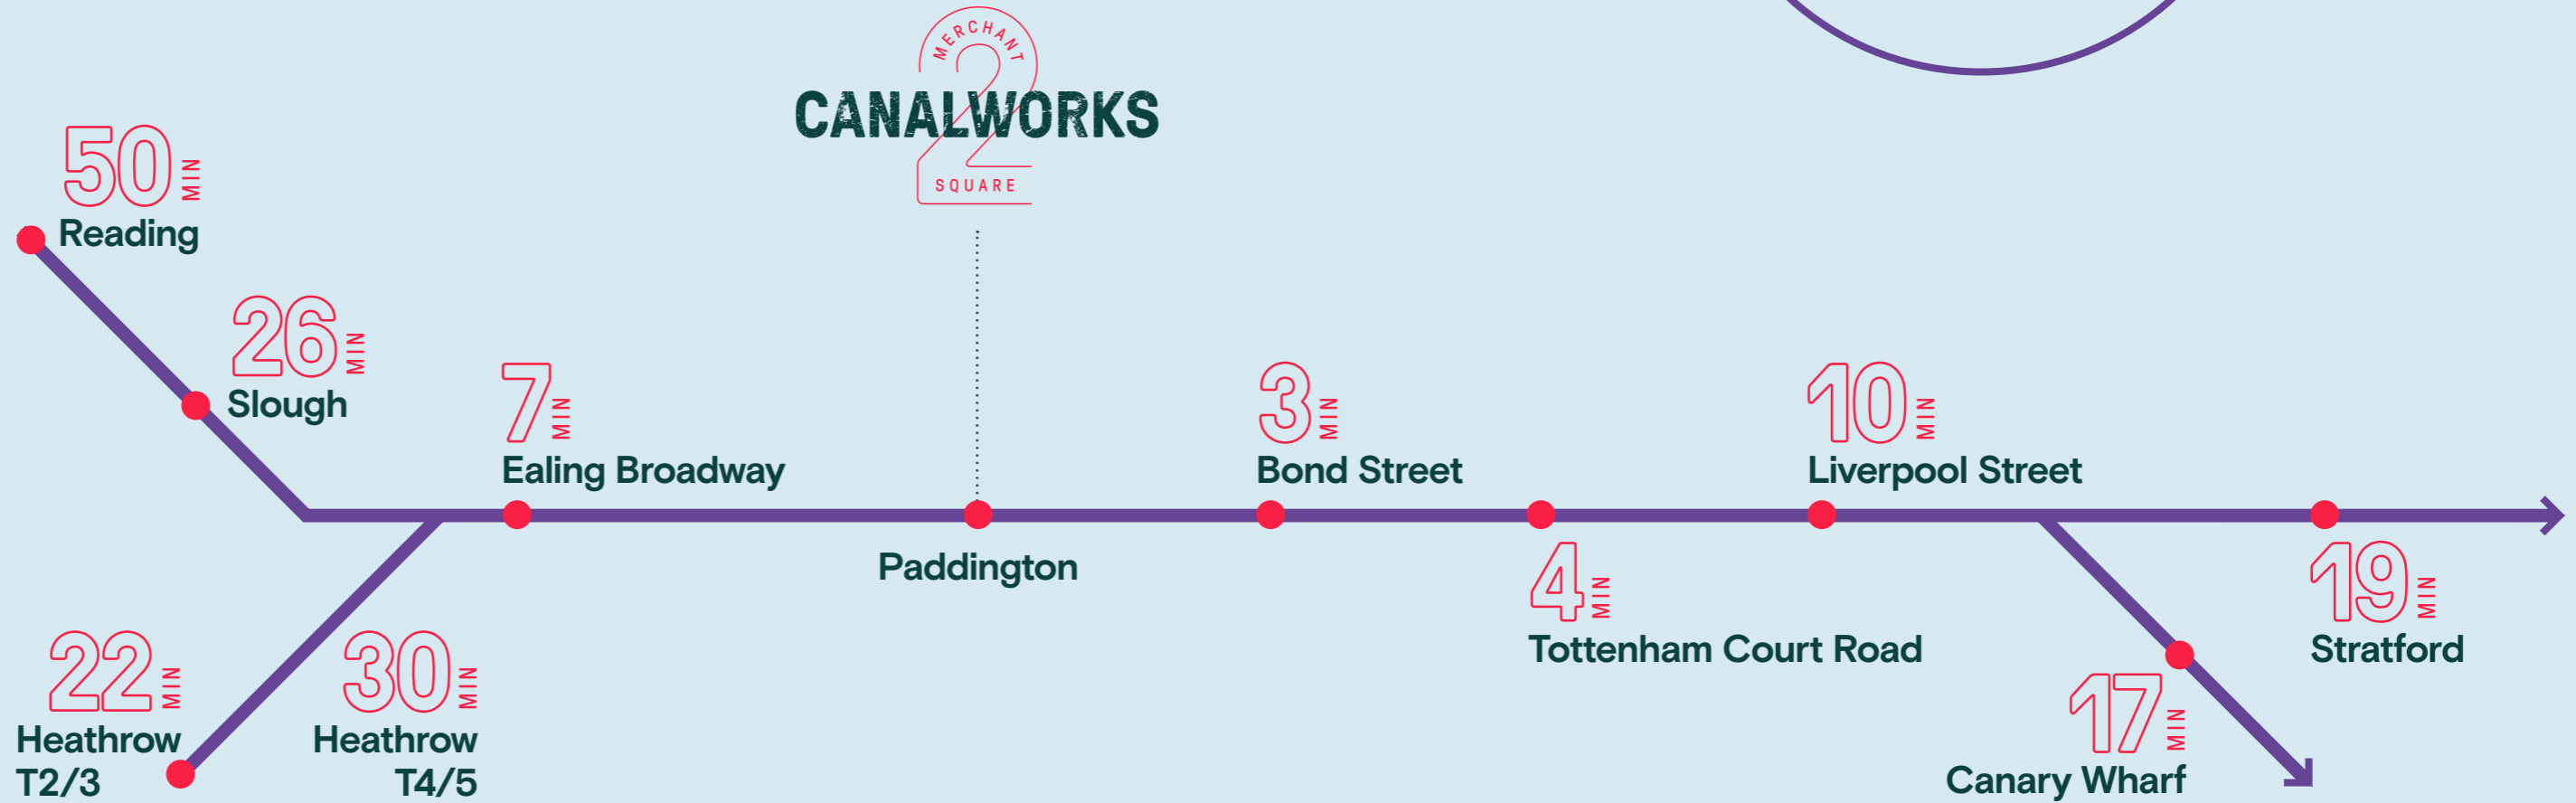 MERCHANT
2
CANALWORKS
SQUARE
50 MIN
Reading
26 MIN
Slough
7 MIN
Ealing Broadway
Paddington
3 MIN
Bond Street
10 MIN
Liverpool Street
4 MIN
Tottenham Court Road
19 MIN
Stratford
22 MIN
Heathrow
T2/3
30 MIN
Heathrow
T4/5
17 MIN
Canary Wharf